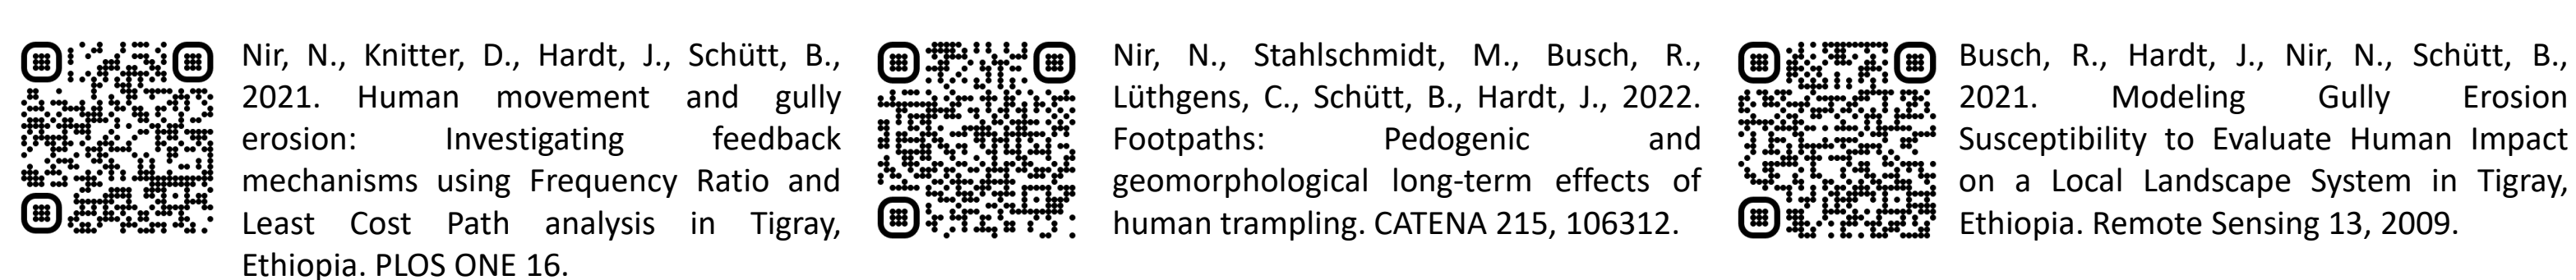 Nir, N., Knitter, D., Hardt, J., Schütt, B.,
2021. Human movement and gully
erosion: Investigating feedback
mechanisms using Frequency Ratio and
Least Cost Path analysis in Tigray,
Ethiopia. PLOS ONE 16.
Nir, N., Stahlschmidt, M., Busch, R.,
Lüthgens, C., Schütt, B., Hardt, J., 2022.
Footpaths: Pedogenic and
geomorphological long-term effects of
human trampling. CATENA 215, 106312.
Busch, R., Hardt, J., Nir, N., Schütt, B.,
2021. Modeling Gully Erosion
Susceptibility to Evaluate Human Impact
on a Local Landscape System in Tigray,
Ethiopia. Remote Sensing 13, 2009.